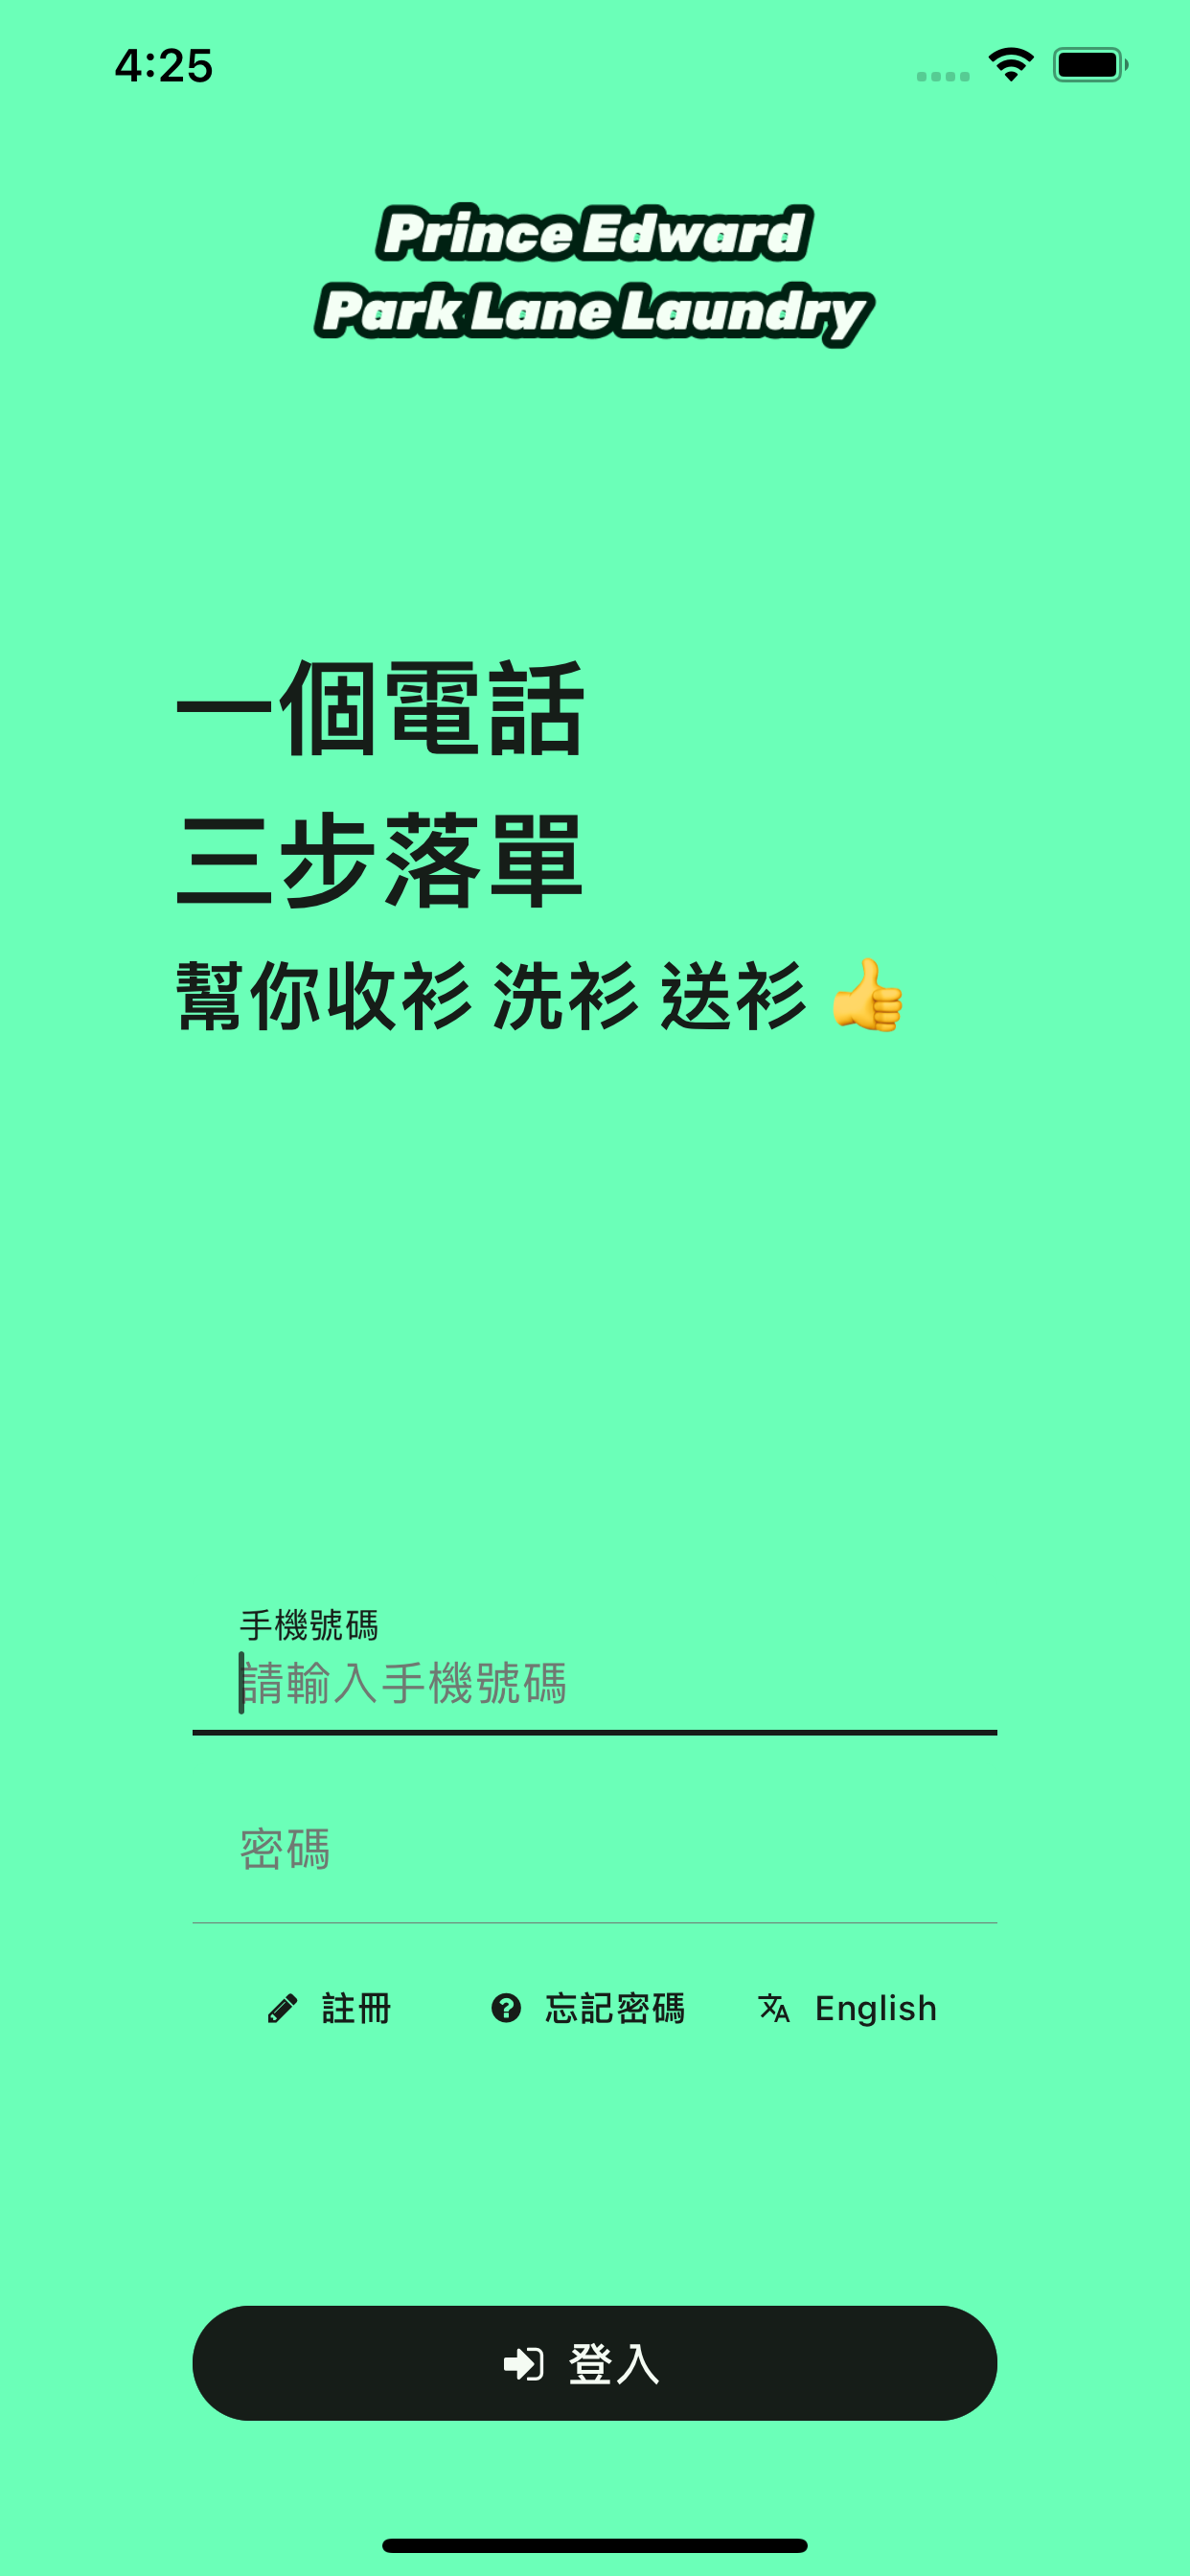 4:25
Prince Edward
Park Lane Laundry
一個電話
三步落單
幫你收衫 洗衫 送衫 👍
手機號碼
請輸入手機號碼
密碼
註冊 忘記密碼 English
登入